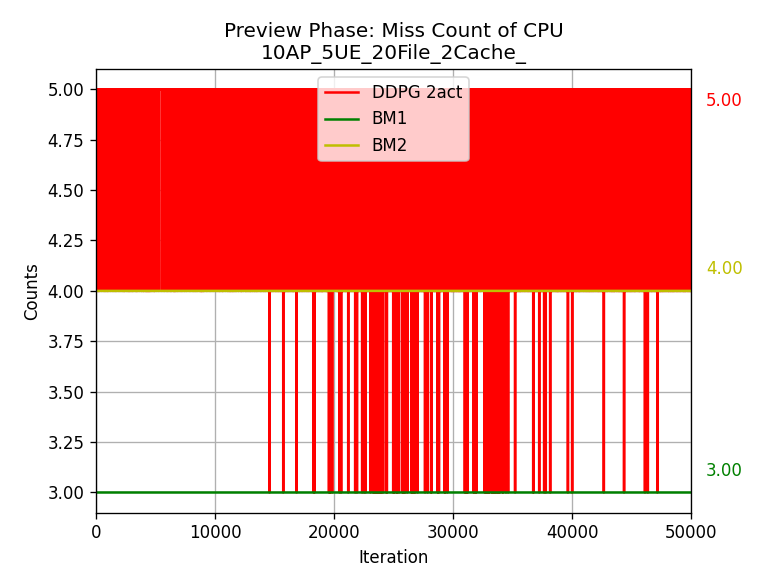 Preview Phase: Miss Count of CPU
10AP_5UE_20File_2Cache_
DDPG 2act
BM1
BM2
5.00
4.75
4.50
4.25
4.00
3.75
3.50
3.25
3.00
Counts
5.00
4.00
3.00
0 10000 20000 30000 40000 50000
Iteration